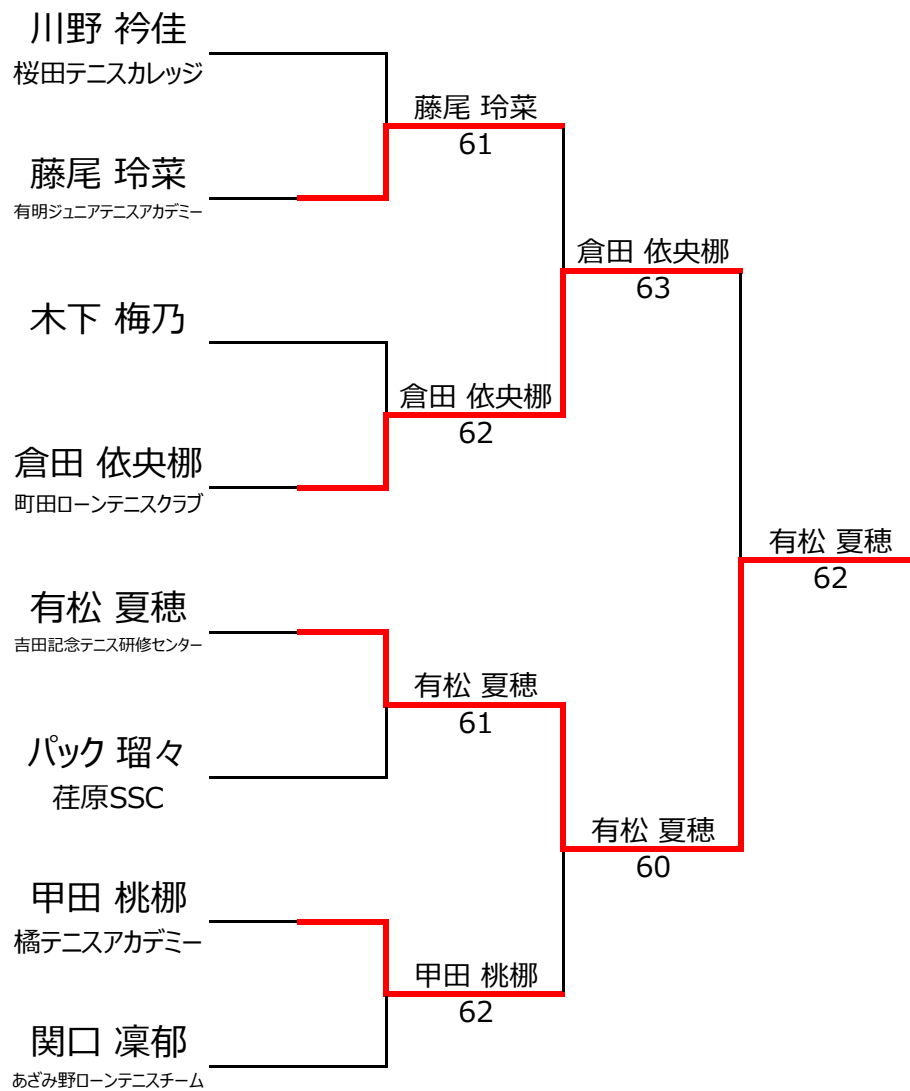 川野 衿佳
桜田テニスカレッジ
藤尾 玲菜
61
藤尾 玲菜
有明ジュニアテニスアカデミー
倉田 依央梛
63
木下 梅乃
倉田 依央梛
62
倉田 依央梛
町田ローンテニスクラブ
有松 夏穂
62
有松 夏穂
吉田記念テニス研修センター
有松 夏穂
61
パック 瑠々
荏原SSC
有松 夏穂
60
甲田 桃梛
橘テニスアカデミー
甲田 桃梛
62
関口 凜郁
あざみ野ローンテニスチーム